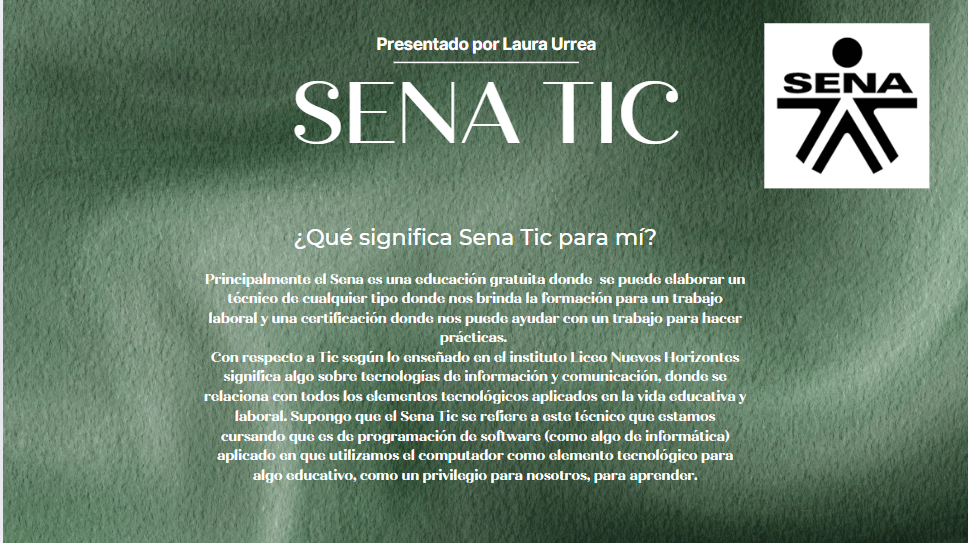 Presentado por Laura Urrea
SENA TIC
SENA
¿Qué significa Sena Tic para mí?
Principalmente el Sena es una educación gratuita donde se puede elaborar un
técnico de cualquier tipo donde nos brinda la formación para un trabajo
laboral y una certificación donde nos puede ayudar con un trabajo para hacer
prácticas.
Con respecto a Tic según lo enseñado en el instituto Liceo Nuevos Horizontes
significa algo sobre tecnologías de información y comunicación, donde se
relaciona con todos los elementos tecnológicos aplicados en la vida educativa y
laboral. Supongo que el Sena Tic se refiere a este técnico que estamos
cursando que es de programación de software (como algo de informática)
aplicado en que utilizamos el computador como elemento tecnológico para
algo educativo, como un privilegio para nosotros, para aprender.